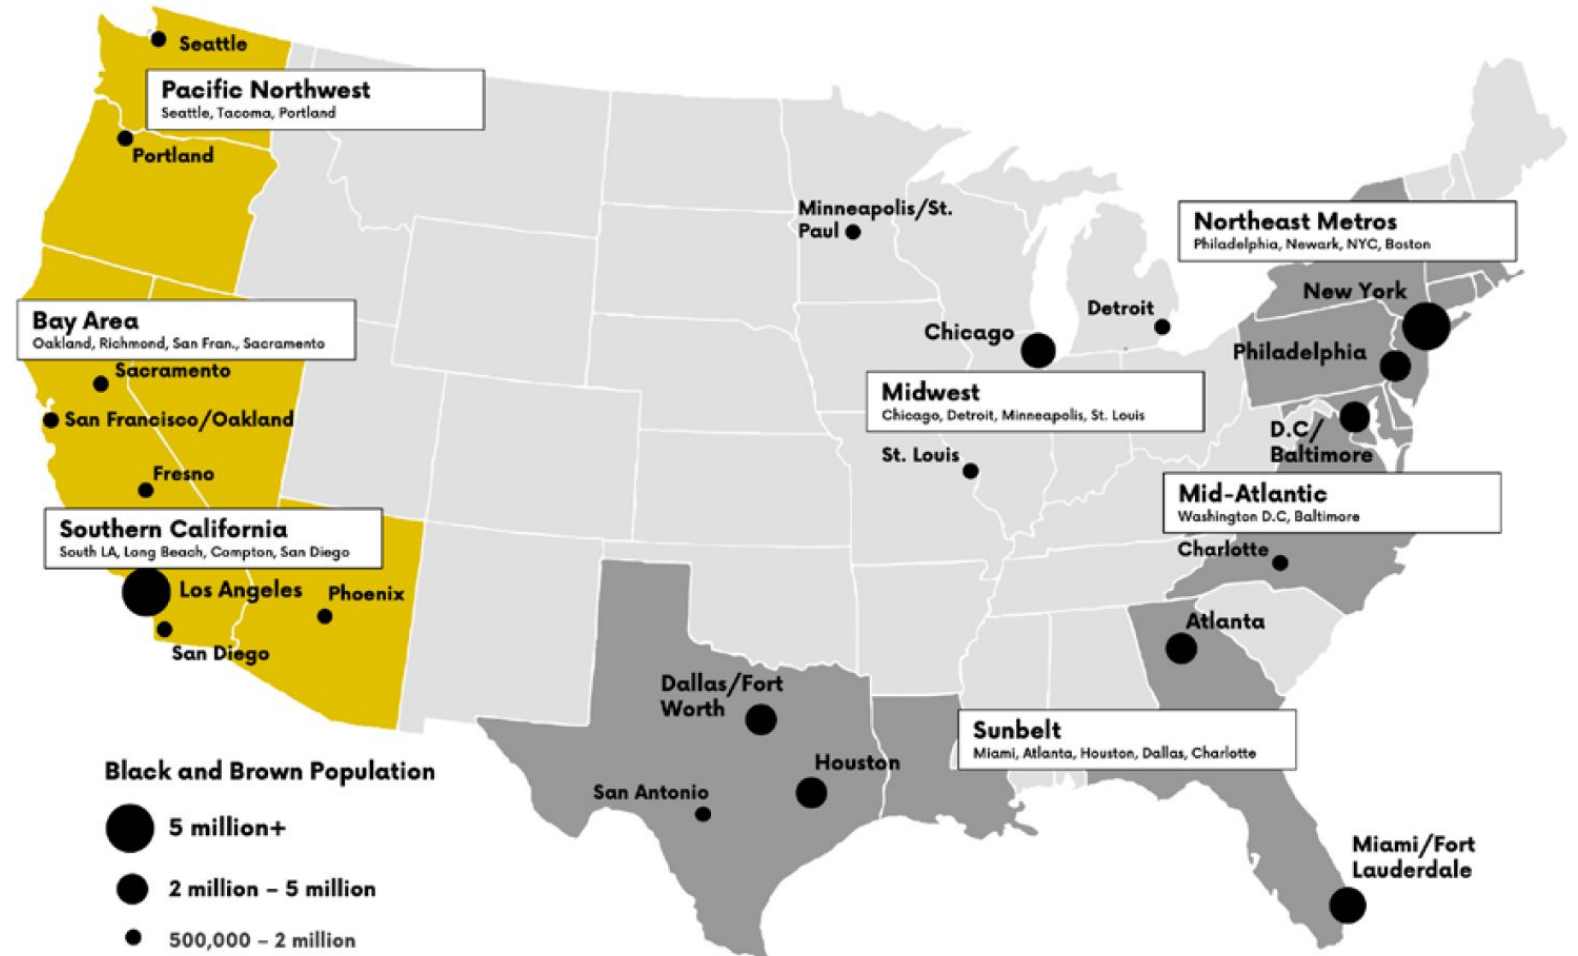 Seattle
Pacific Northwest
Seattle, Tacoma, Portland
Portland
Minneapolis/St.
Paul
Northeast Metros
Philadelphia, Newark, NYC, Boston
New York
Detroit
Chicago
Philadelphia
Bay Area
Oakland, Richmond, San Fran., Sacramento
Sacramento
San Francisco/Oakland
Midwest
Chicago, Detroit, Minneapolis, St. Louis
D.C/
Baltimore
St. Louis
Fresno
Mid-Atlantic
Washington D.C, Baltimore
Southern California
South LA, Long Beach, Compton, San Diego
Charlotte
Los Angeles
Phoenix
San Diego
Atlanta
Dallas/Fort
Worth
Sunbelt
Miami, Atlanta, Houston, Dallas, Charlotte
Houston
San Antonio
Black and Brown Population
5 million+
2 million – 5 million
500,000 – 2 million
Miami/Fort
Lauderdale